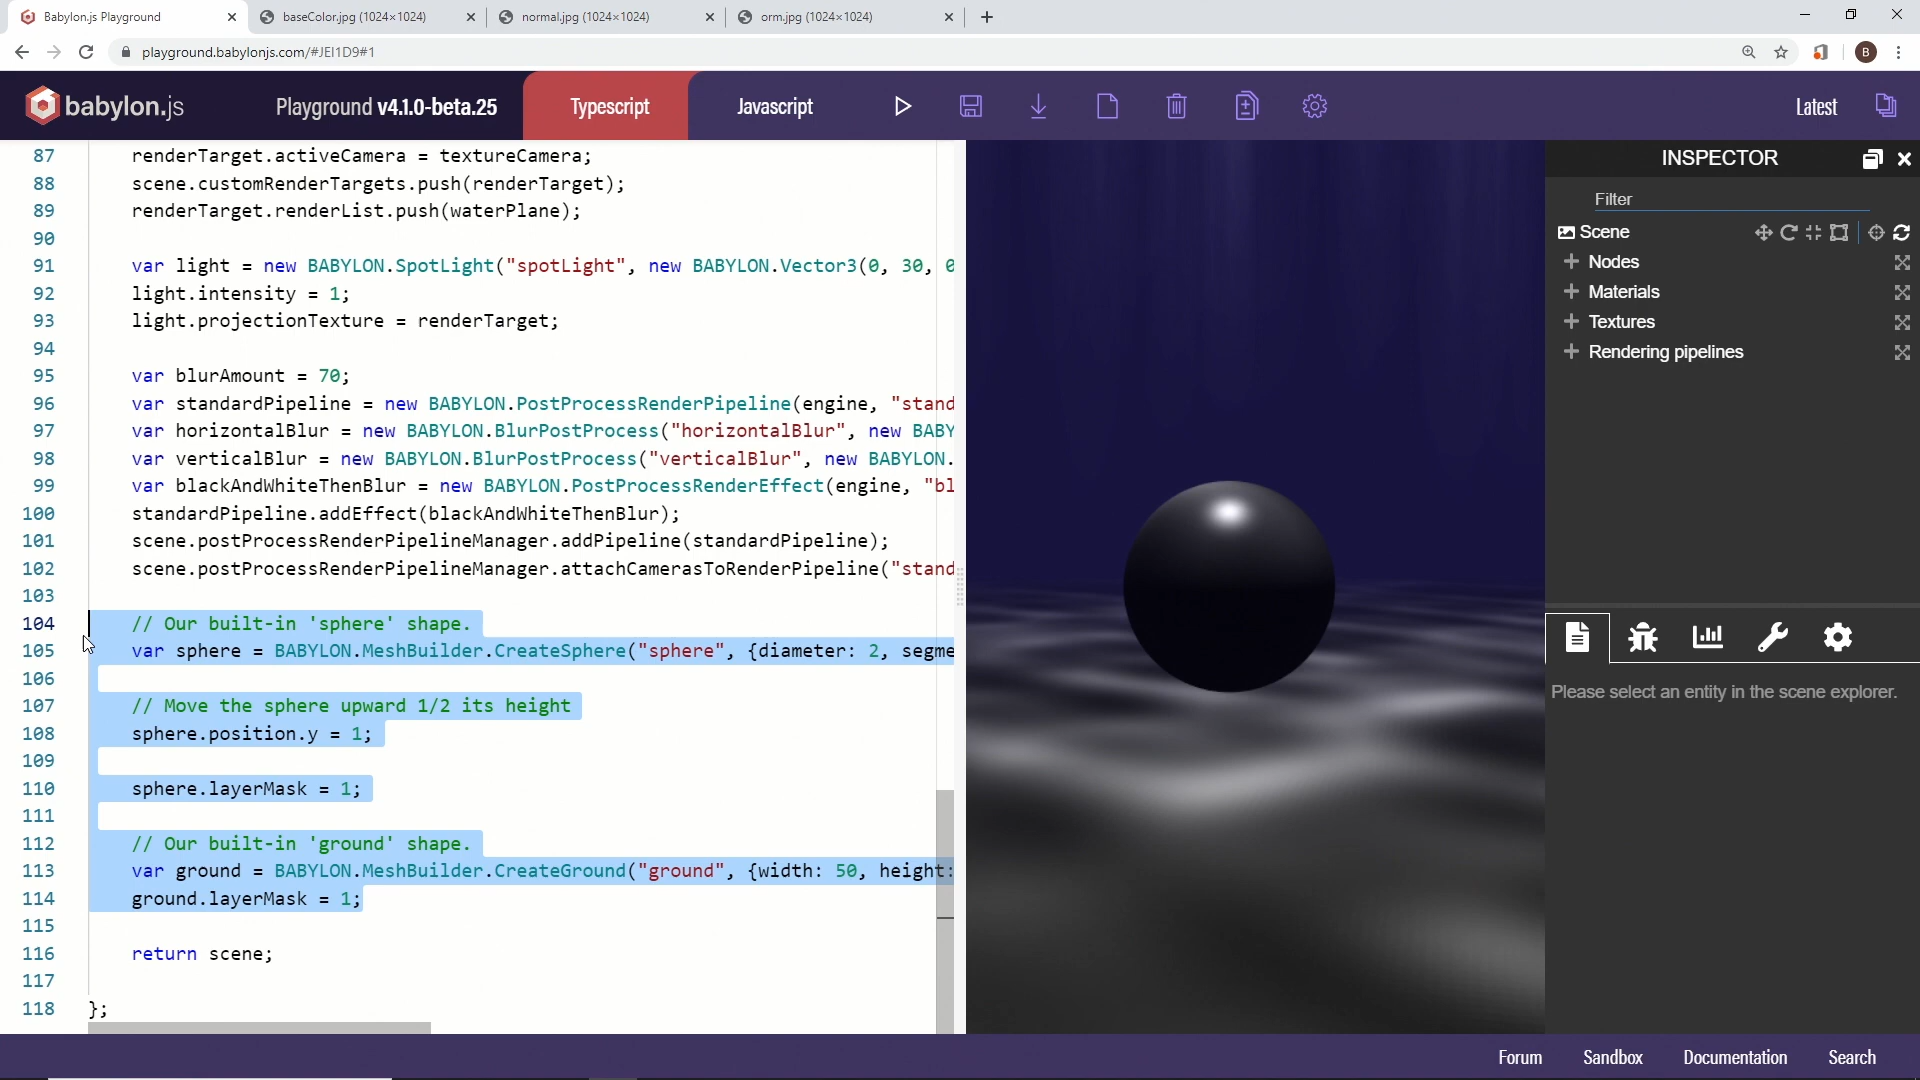 Babylon.js Playground
baseColor.jpg (1024×1024)
normal.jpg (1024×1024)
orm.jpg (1024×1024)
playground.babylonjs.com/#JEI1D9#1
B
babylon.js
Playground v4.1.0-beta.25
Typescript
Javascript
Latest
87 renderTarget.activeCamera = textureCamera;
88 scene.customRenderTargets.push(renderTarget);
89 renderTarget.renderList.push(waterPlane);
90
91 var light = new BABYLON.SpotLight("spotLight", new BABYLON.Vector3(0, 30, 0
92 light.intensity = 1;
93 light.projectionTexture = renderTarget;
94
95 var blurAmount = 70;
96 var standardPipeline = new BABYLON.PostProcessRenderPipeline(engine, "stand
97 var horizontalBlur = new BABYLON.BlurPostProcess("horizontalBlur", new BABY
98 var verticalBlur = new BABYLON.BlurPostProcess("verticalBlur", new BABYLON.
99 var blackAndWhiteThenBlur = new BABYLON.PostProcessRenderEffect(engine, "bl
100 standardPipeline.addEffect(blackAndWhiteThenBlur);
101 scene.postProcessRenderPipelineManager.addPipeline(standardPipeline);
102 scene.postProcessRenderPipelineManager.attachCamerasToRenderPipeline("stand
103
104 // Our built-in 'sphere' shape.
105 var sphere = BABYLON.MeshBuilder.CreateSphere("sphere", {diameter: 2, segme
106
107 // Move the sphere upward 1/2 its height
108 sphere.position.y = 1;
109
110 sphere.layerMask = 1;
111
112 // Our built-in 'ground' shape.
113 var ground = BABYLON.MeshBuilder.CreateGround("ground", {width: 50, height:
114 ground.layerMask = 1;
115
116 return scene;
117
118 };
INSPECTOR
Filter
Scene
Nodes
Materials
Textures
Rendering pipelines
Please select an entity in the scene explorer.
Forum
Sandbox
Documentation
Search